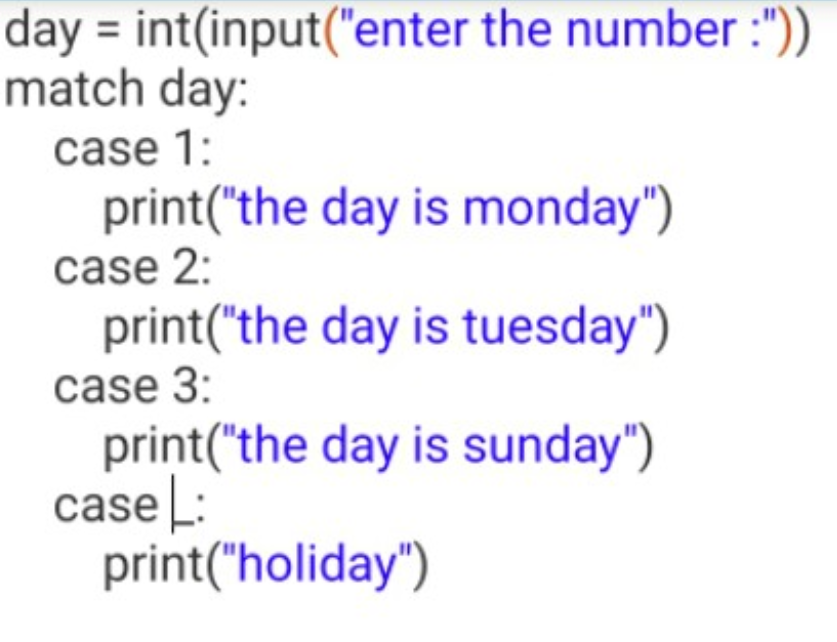 day = int(input("enter the number :"))
match day:
case 1:
print("the day is monday")
case 2:
print("the day is tuesday")
case 3:
print("the day is sunday")
case _:
print("holiday")